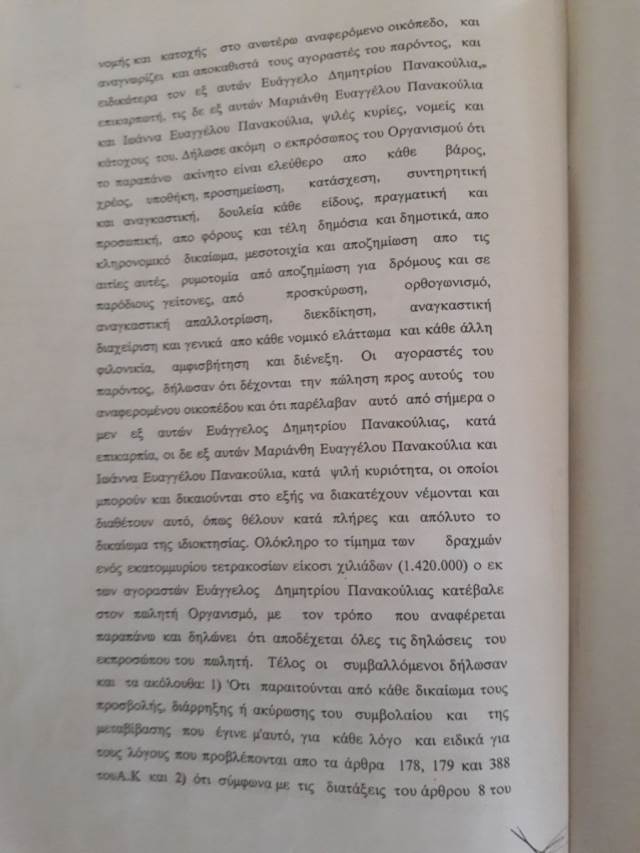 νομής και κατοχής στο ανωτέρω αναφερόμενο οικόπεδο, και
αναγνωρίζει και αποκαθιστά τους αγοραστές του παρόντος, και
ειδικώτερα τον εξ αυτών Ευάγγελο Δημητρίου Πανακούλια,
επικαρπωτή, τις δε εξ αυτών Μαριάνθη Ευαγγέλου Πανακούλια
και Ιωάννα Ευαγγέλου Πανακούλια, ψιλές κυρίες, νομείς και
κάτοχους του. Δήλωσε ακόμη ο εκπρόσωπος του Οργανισμού ότι
το παραπάνω ακίνητο είναι ελεύθερο απο κάθε βάρος,
χρέος, υποθήκη, προσημείωση, κατάσχεση, συντηρητική
και αναγκαστική, δουλεία κάθε είδους, πραγματική και
προσωπική, απο φόρους και τέλη δημόσια και δημοτικά, απο
κληρονομικό δικαίωμα, μεσοτοιχία και αποζημίωση απο τις
αιτίες αυτές, ρυμοτομία από αποζημίωση για δρόμους και σε
παρόδιους γείτονες, από προσκύρωση, ορθογωνισμό,
αναγκαστική απαλλοτρίωση, διεκδίκηση, αναγκαστική
διαχείριση και γενικά απο κάθε νομικό ελάττωμα και κάθε άλλη
φιλονικία, αμφισβήτηση και διένεξη. Οι αγοραστές του
παρόντος, δήλωσαν ότι δέχονται την πώληση προς αυτούς του
αναφερομένου οικοπέδου και ότι παρέλαβαν αυτό από σήμερα ο
μεν εξ αυτών Ευάγγελος Δημητρίου Πανακούλιας, κατά
επικαρπία, οι δε εξ αυτών Μαριάνθη Ευαγγέλου Πανακούλια και
Ιωάννα Ευαγγέλου Πανακούλια, κατά ψιλή κυριότητα, οι οποίοι
μπορούν και δικαιούνται στο εξής να διακατέχουν νέμονται και
διαθέτουν αυτό, όπως θέλουν κατά πλήρες και απόλυτο το
δικαίωμα της ιδιοκτησίας. Ολόκληρο το τίμημα των δραχμών
ενός εκατομμυρίου τετρακοσίων είκοσι χιλιάδων (1.420.000) ο εκ
των αγοραστών Ευάγγελος Δημητρίου Πανακούλιας κατέβαλε
στον πωλητή Οργανισμό, με τον τρόπο που αναφέρεται
παραπάνω και δηλώνει ότι αποδέχεται όλες τις δηλώσεις του
εκπροσώπου του πωλητή. Τέλος οι συμβαλλόμενοι δήλωσαν
και τα ακόλουθα: 1) Ότι παραιτούνται από κάθε δικαίωμα τους
προσβολής, διάρρηξης ή ακύρωσης του συμβολαίου και της
μεταβίβασης που έγινε μ'αυτό, για κάθε λόγο και ειδικά για
τους λόγους που προβλέπονται απο τα άρθρα 178, 179 και 388
τουΑ.Κ και 2) ότι σύμφωνα με τις διατάξεις του άρθρου 8 του